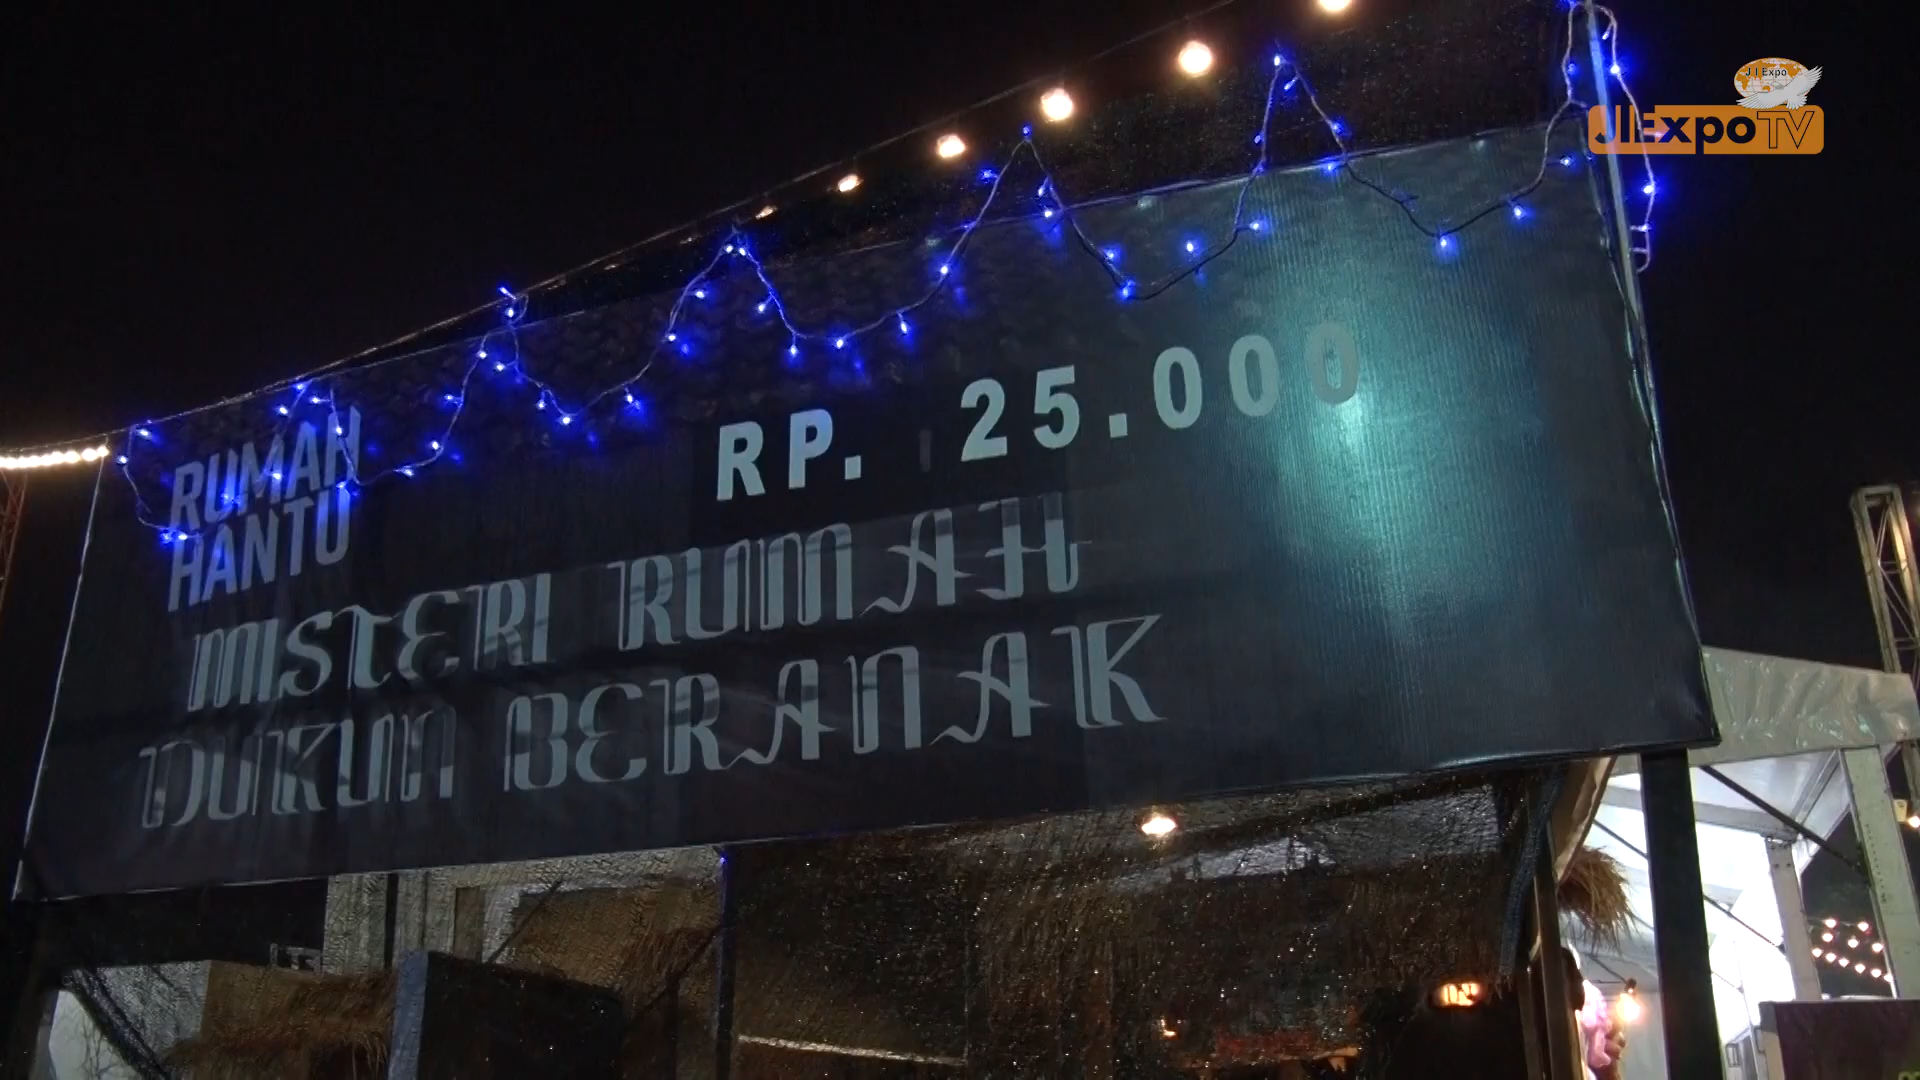 J I Expo
JIExpoTV
RUMAH
HANTU
RP. 25.000
MISTERI RUMAH
DUKUN BERANAK